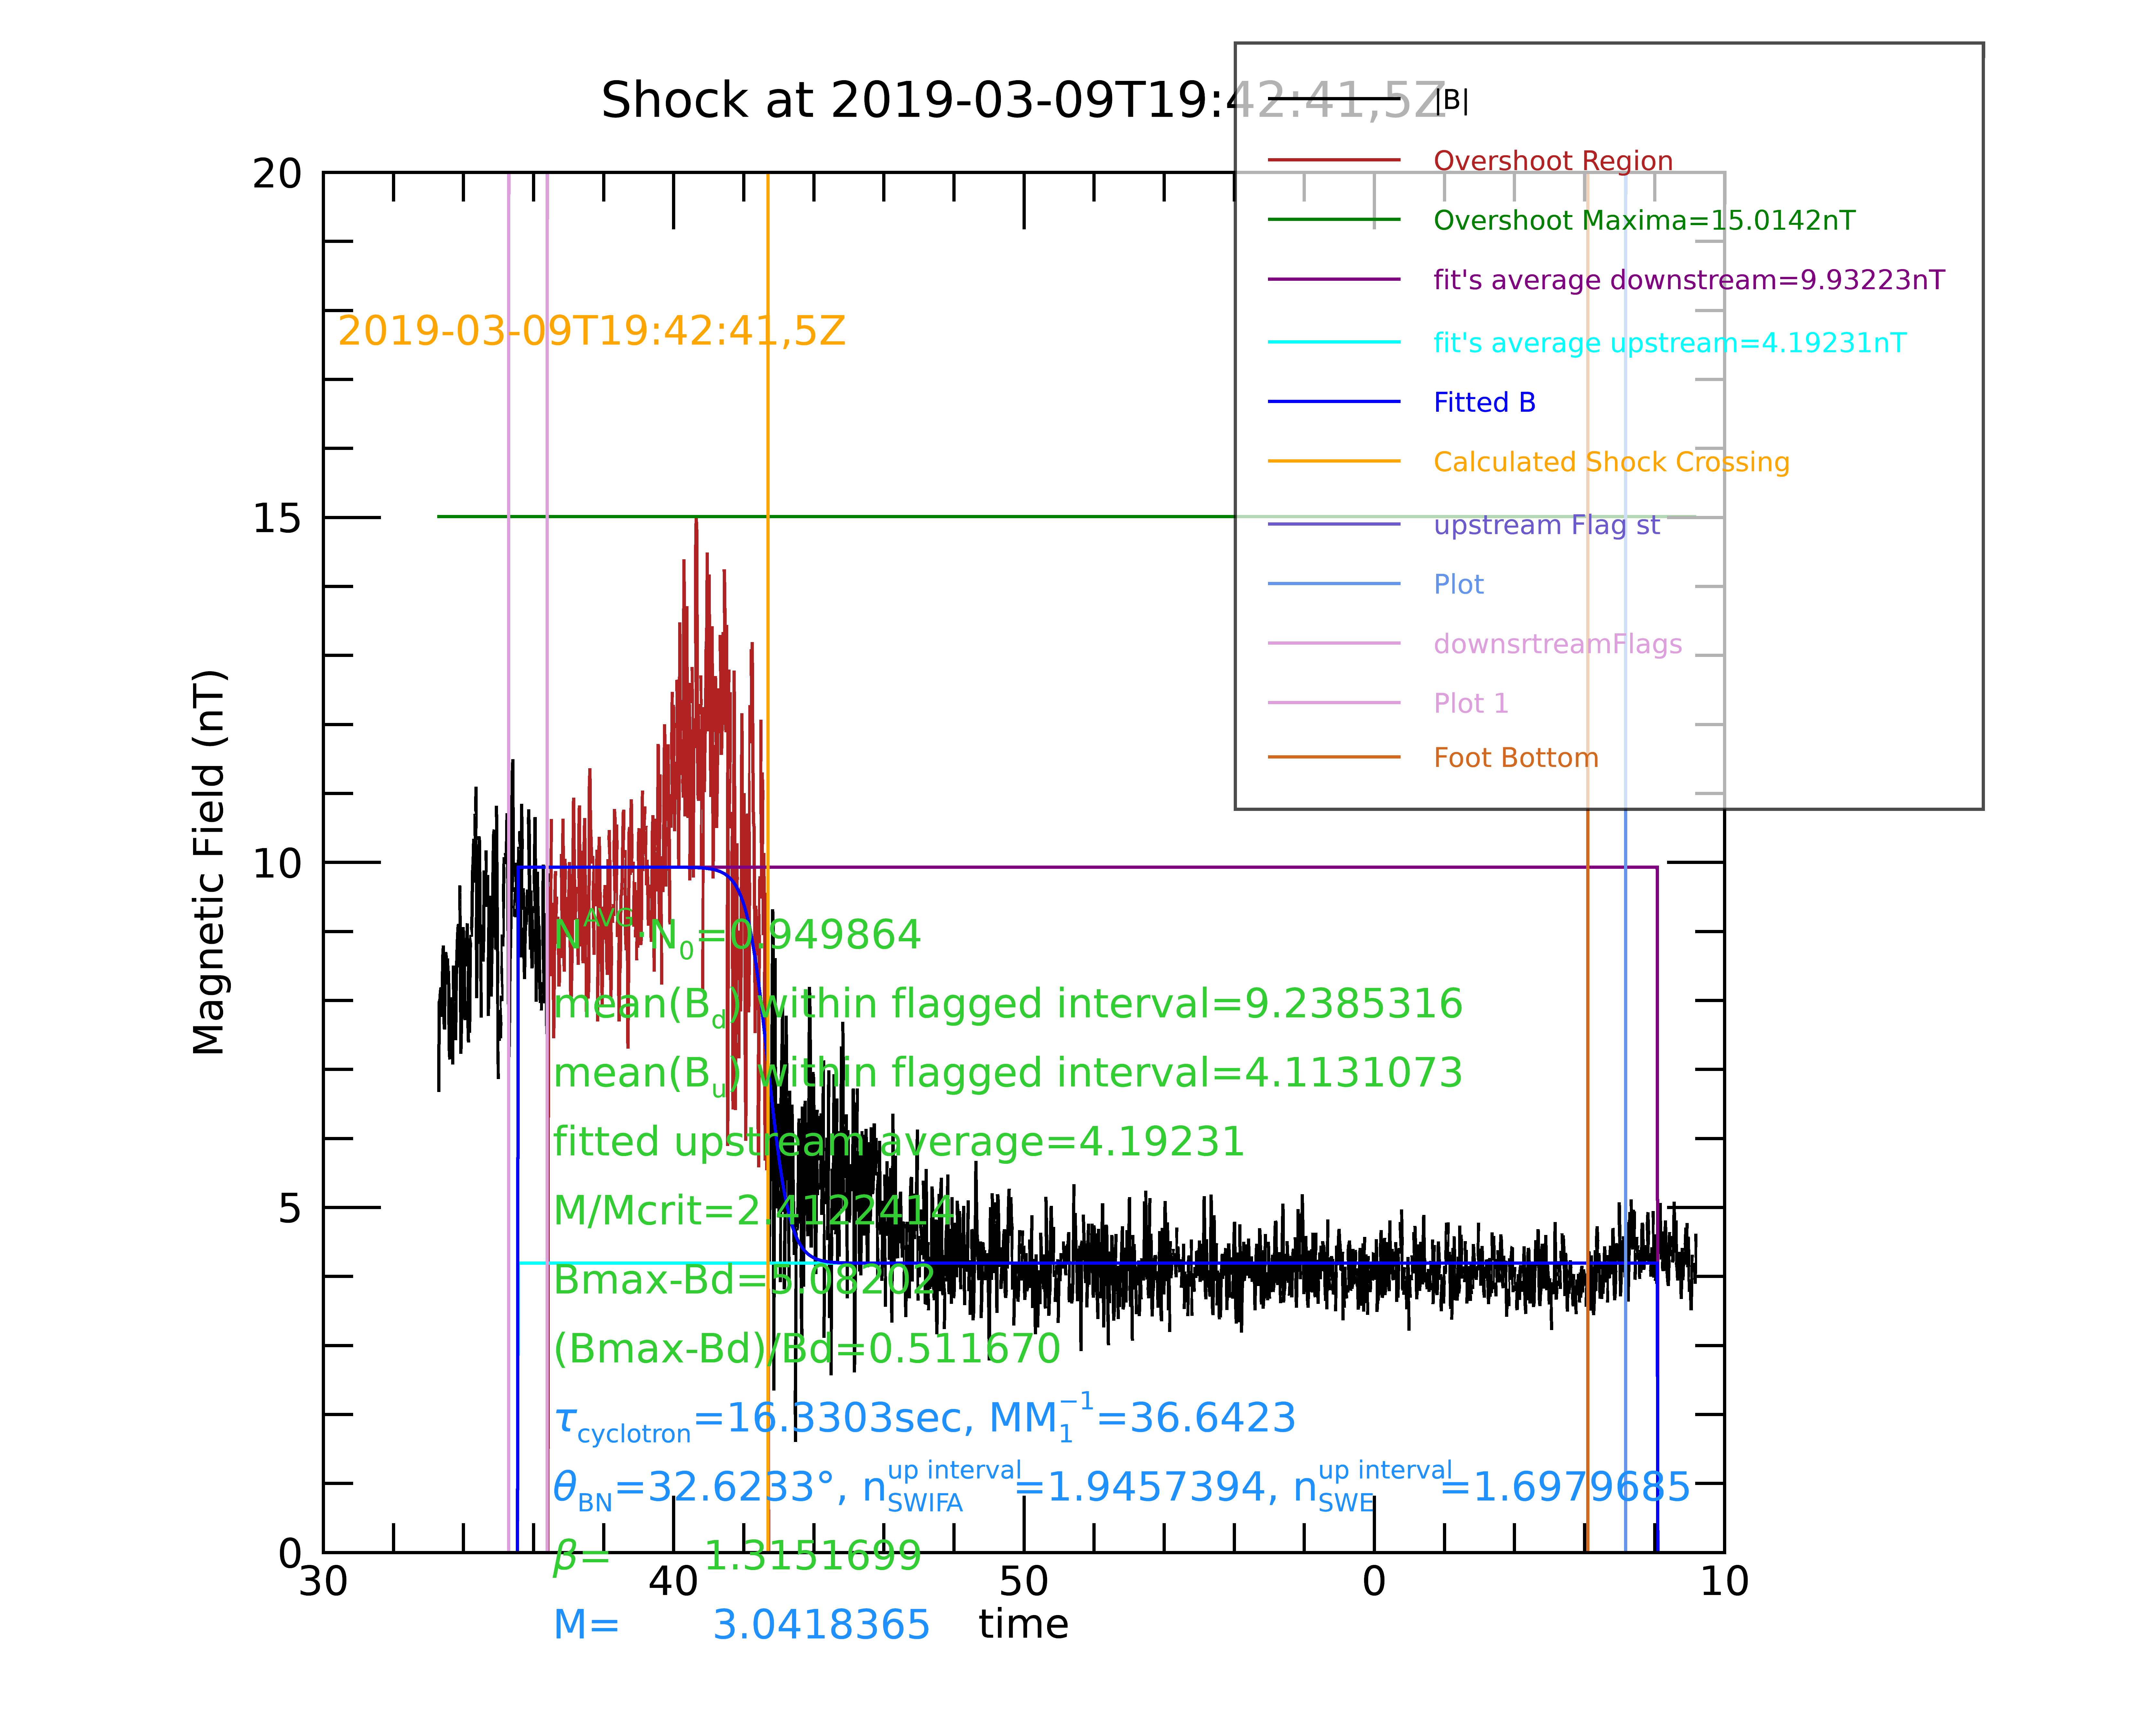 Shock at 2019-03-09T19:42:41,5Z
|B|
Overshoot Region
Overshoot Maxima=15.0142nT
fit's average downstream=9.93223nT
fit's average upstream=4.19231nT
Fitted B
Calculated Shock Crossing
upstream Flag st
Plot
downsrtreamFlags
Plot 1
Foot Bottom
2019-03-09T19:42:41,5Z
Magnetic Field (nT)
20
15
10
5
0
N^AVG·N_0=0.949864
mean(B_d) within flagged interval=9.2385316
mean(B_u) within flagged interval=4.1131073
fitted upstream average=4.19231
M/Mcrit=2.4122414
Bmax-Bd=5.08202
(Bmax-Bd)/Bd=0.511670
τ_cyclotron=16.3303sec, MM_1^−1=36.6423
θ_BN=32.6233°, n_SWIFA^up interval=1.9457394, n_SWE^up interval=1.6979685
β= 1.3151699
M= 3.0418365
30 40 50 0 10
time